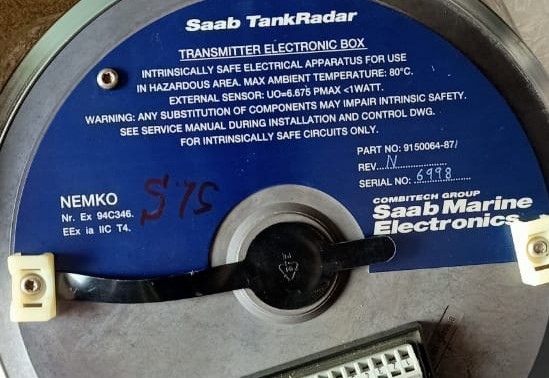 Saab TankRadar
TRANSMITTER ELECTRONIC BOX
INTRINSICALLY SAFE ELECTRICAL APPARATUS FOR USE
IN HAZARDOUS AREA. MAX AMBIENT TEMPERATURE: 80°C.
EXTERNAL SENSOR: UO=6.675 PMAX <1WATT.
WARNING: ANY SUBSTITUTION OF COMPONENTS MAY IMPAIR INTRINSIC SAFETY.
SEE SERVICE MANUAL DURING INSTALLATION AND CONTROL DWG.
FOR INTRINSICALLY SAFE CIRCUITS ONLY.
PART NO: 9150064-87/
REV...N...................
SERIAL NO: 6998
NEMKO
Nr. Ex 94C346.
EEx ia IIC T4.
COMBITECH GROUP
Saab Marine
Electronics